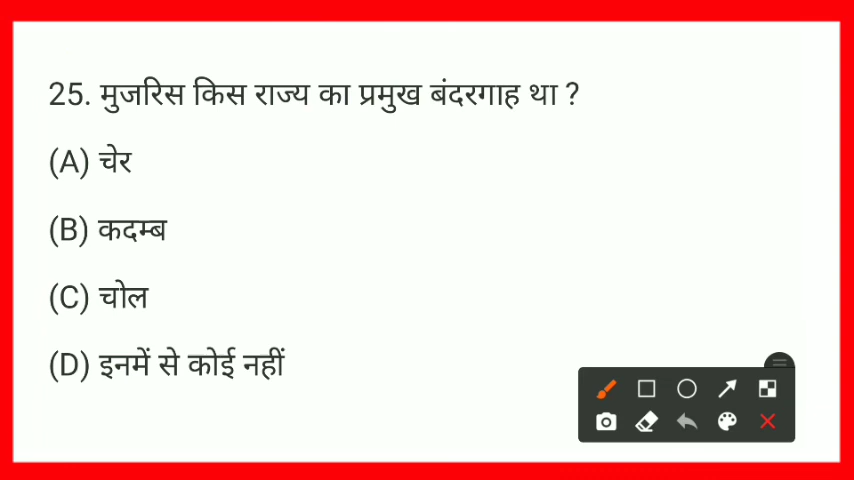 25. मुजरिस किस राज्य का प्रमुख बंदरगाह था ?
(A) चेर
(B) कदम्ब
(C) चोल
(D) इनमें से कोई नहीं